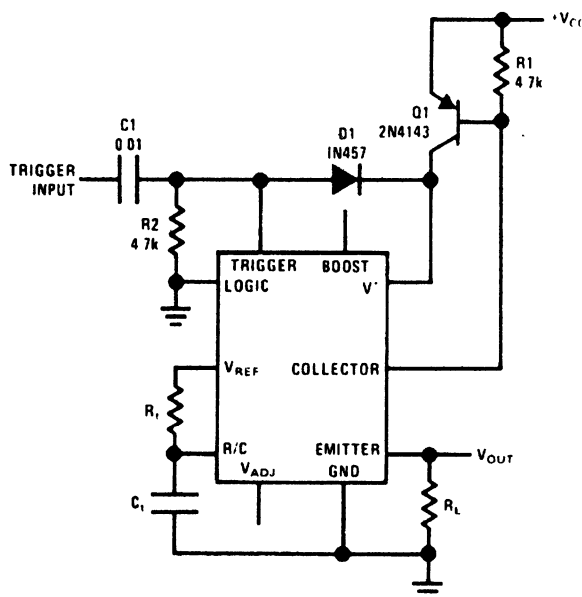 +VCC
R1
4.7k
Q1
2N4143
C1
0.01
D1
IN457
TRIGGER
INPUT
R2
4.7k
TRIGGER
BOOST
LOGIC
V+
VREF
COLLECTOR
Rt
R/C
EMITTER
VOUT
VADJ
GND
Ct
RL